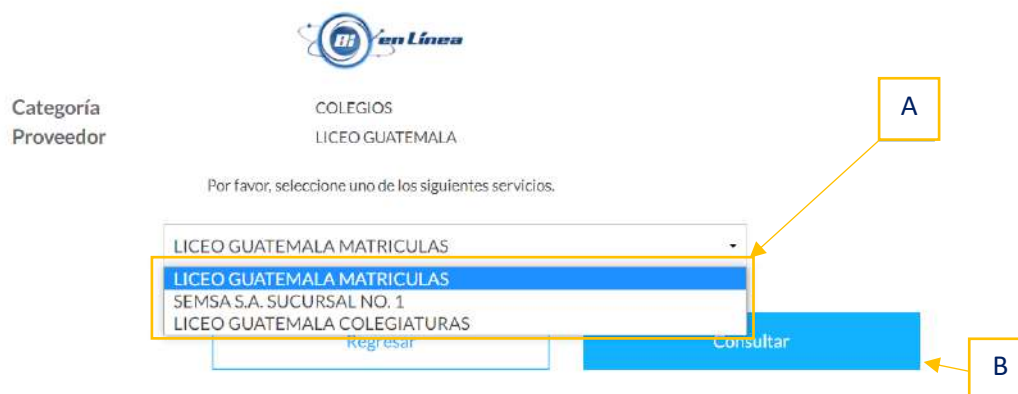 Bi en Línea
Categoría COLEGIOS
A
Proveedor LICEO GUATEMALA
Por favor, seleccione uno de los siguientes servicios.
LICEO GUATEMALA MATRICULAS
LICEO GUATEMALA MATRICULAS
SEMSA S.A. SUCURSAL NO. 1
LICEO GUATEMALA COLEGIATURAS
Regresar Consultar
B